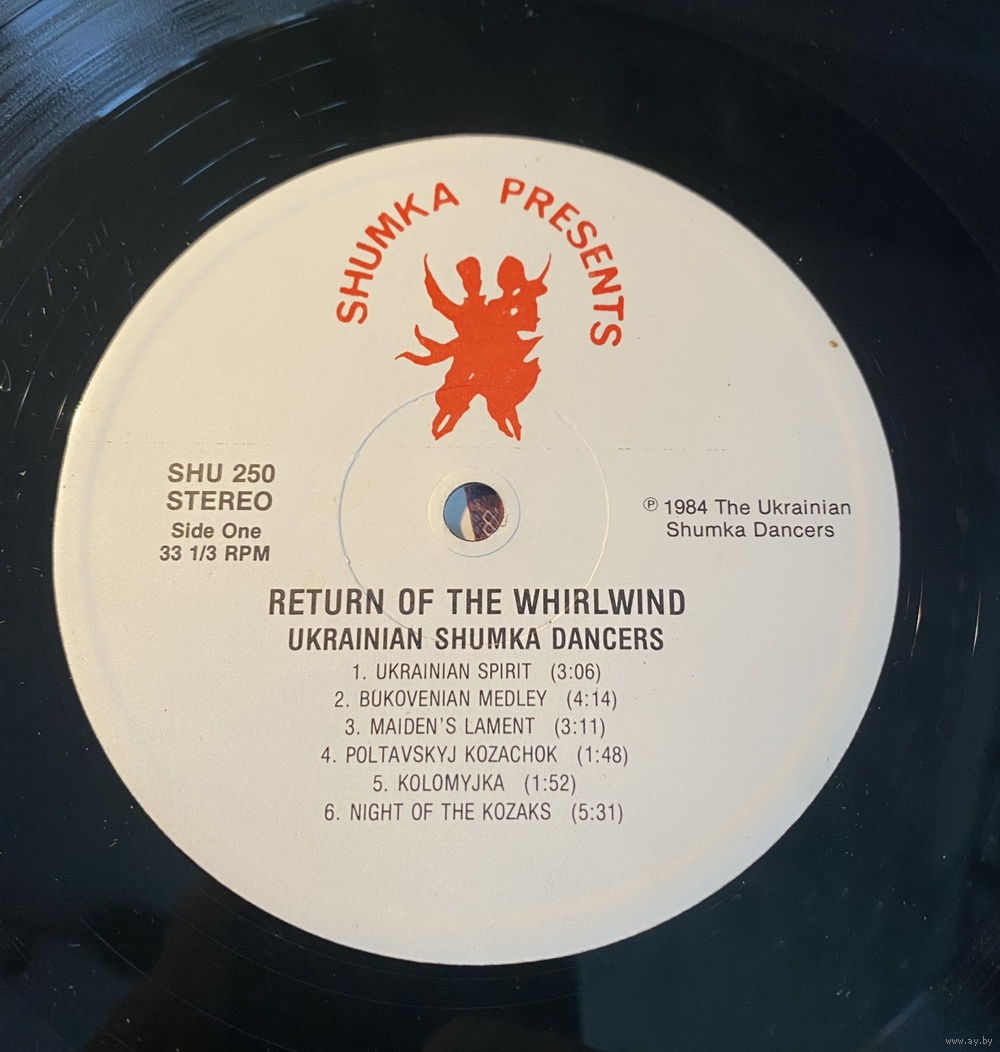 SHUMKA PRESENTS
SHU 250
STEREO
Side One
33 1/3 RPM
℗ 1984 The Ukrainian
Shumka Dancers
RETURN OF THE WHIRLWIND
UKRAINIAN SHUMKA DANCERS
1. UKRAINIAN SPIRIT (3:06)
2. BUKOVENIAN MEDLEY (4:14)
3. MAIDEN'S LAMENT (3:11)
4. POLTAVSKYJ KOZACHOK (1:48)
5. KOLOMYJKA (1:52)
6. NIGHT OF THE KOZAKS (5:31)
www.ay.by